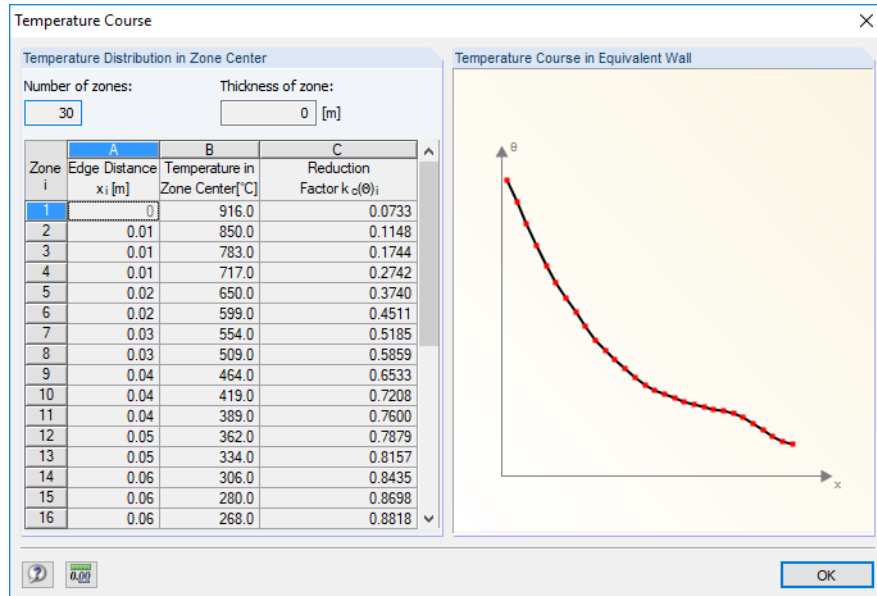 Temperature Course
Temperature Distribution in Zone Center
Number of zones:
Thickness of zone:
30
0 [m]
A B C
Zone Edge Distance Temperature in Reduction
i x i [m] Zone Center[°C] Factor k c(Θ) i
1 0 916.0 0.0733
2 0.01 850.0 0.1148
3 0.01 783.0 0.1744
4 0.01 717.0 0.2742
5 0.02 650.0 0.3740
6 0.02 599.0 0.4511
7 0.03 554.0 0.5185
8 0.03 509.0 0.5859
9 0.04 464.0 0.6533
10 0.04 419.0 0.7208
11 0.04 389.0 0.7600
12 0.05 362.0 0.7879
13 0.05 334.0 0.8157
14 0.06 306.0 0.8435
15 0.06 280.0 0.8698
16 0.06 268.0 0.8818
Temperature Course in Equivalent Wall
θ
x
0.00
OK